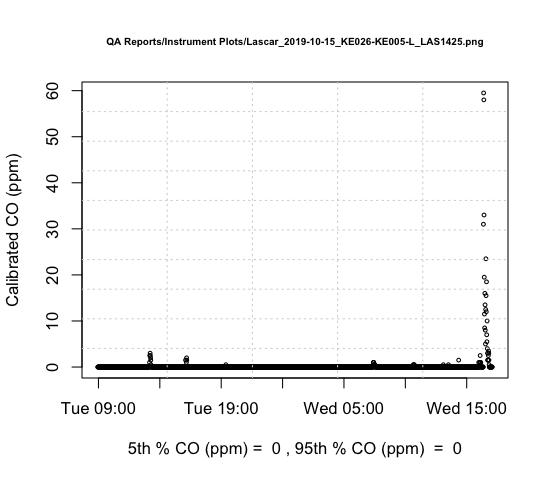 QA Reports/Instrument Plots/Lascar_2019-10-15_KE026-KE005-L_LAS1425.png
60
50
40
30
20
10
0
Calibrated CO (ppm)
Tue 09:00 Tue 19:00 Wed 05:00 Wed 15:00
5th % CO (ppm) = 0 , 95th % CO (ppm) = 0